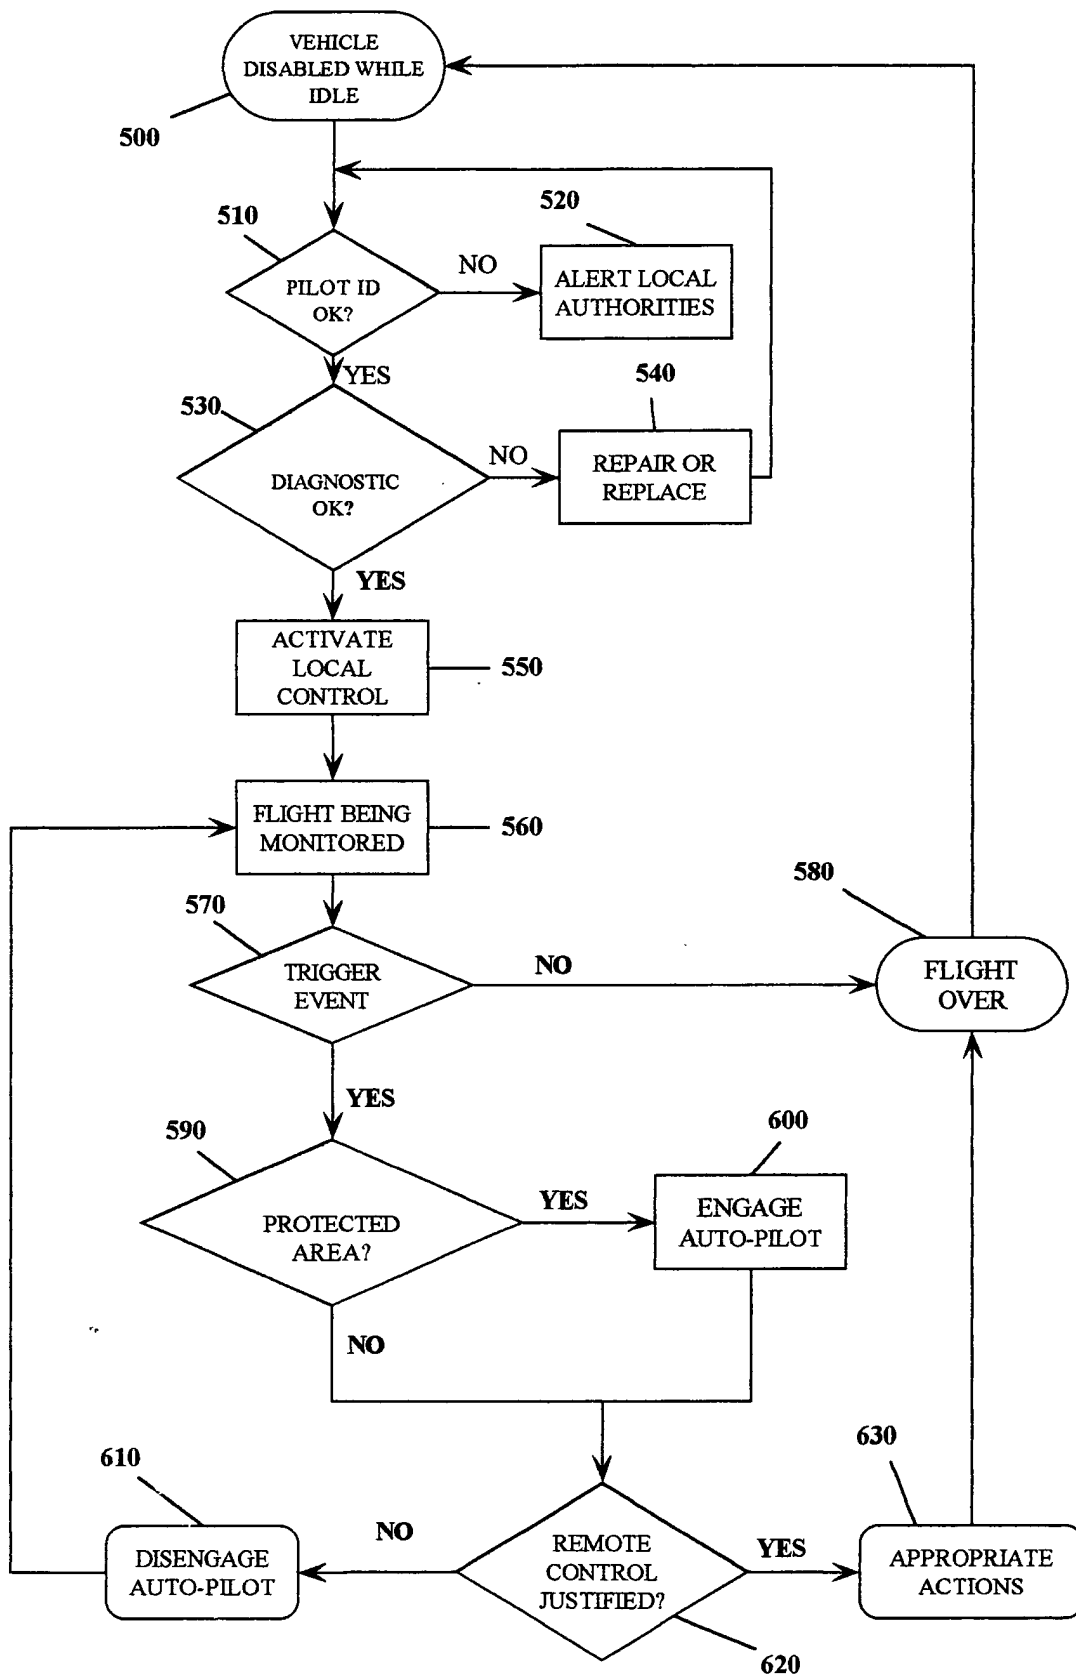 VEHICLE
DISABLED WHILE
IDLE
500
510
520
PILOT ID
OK?
NO
ALERT LOCAL
AUTHORITIES
YES
530
540
DIAGNOSTIC
OK?
NO
REPAIR OR
REPLACE
YES
ACTIVATE
LOCAL
CONTROL
550
FLIGHT BEING
MONITORED
560
570
580
TRIGGER
EVENT
NO
FLIGHT
OVER
YES
590
600
PROTECTED
AREA?
YES
ENGAGE
AUTO-PILOT
NO
610
630
DISENGAGE
AUTO-PILOT
NO
REMOTE
CONTROL
JUSTIFIED?
YES
APPROPRIATE
ACTIONS
620